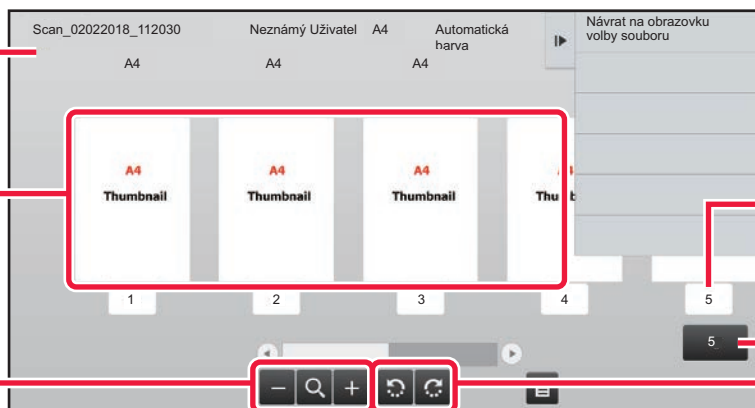 Scan_02022018_112030 Neznámý Uživatel A4 Automatická
barva
Návrat na obrazovku
volby souboru
A4 A4 A4
A4 A4 A4
Thumbnail Thumbnail Thumbnail
1 2 3 4 5
5